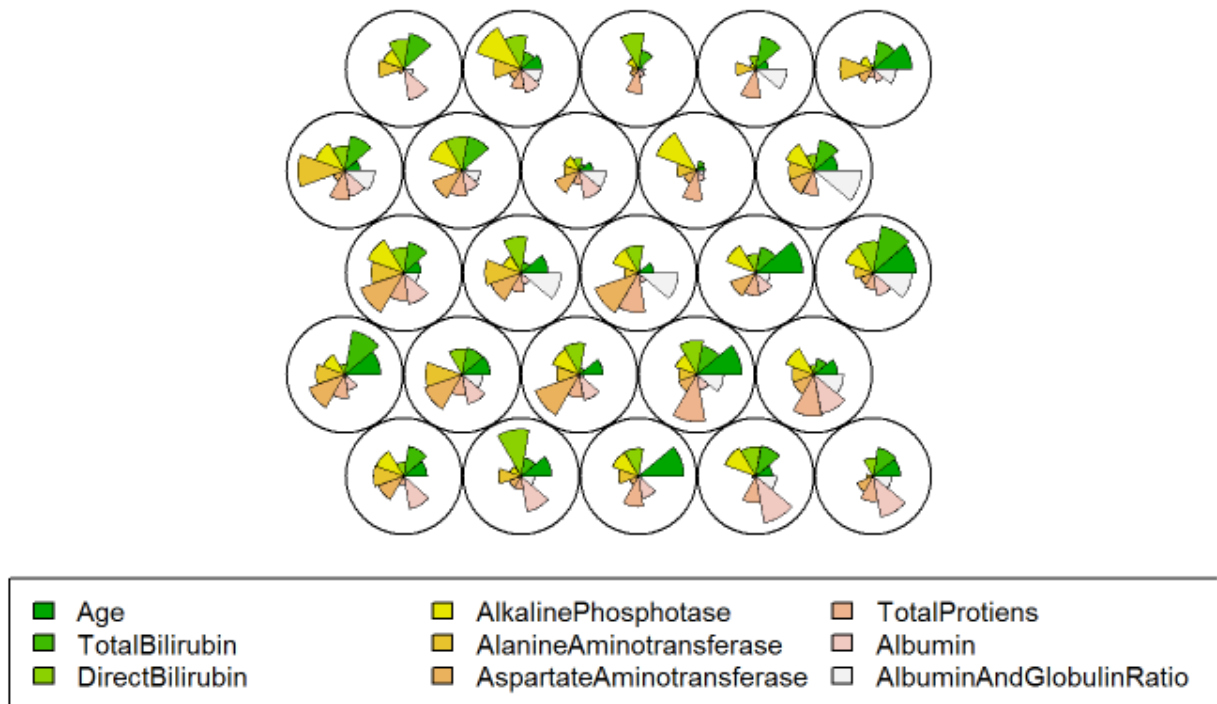 Age
TotalBilirubin
DirectBilirubin
AlkalinePhosphotase
AlanineAminotransferase
AspartateAminotransferase
TotalProtiens
Albumin
AlbuminAndGlobulinRatio